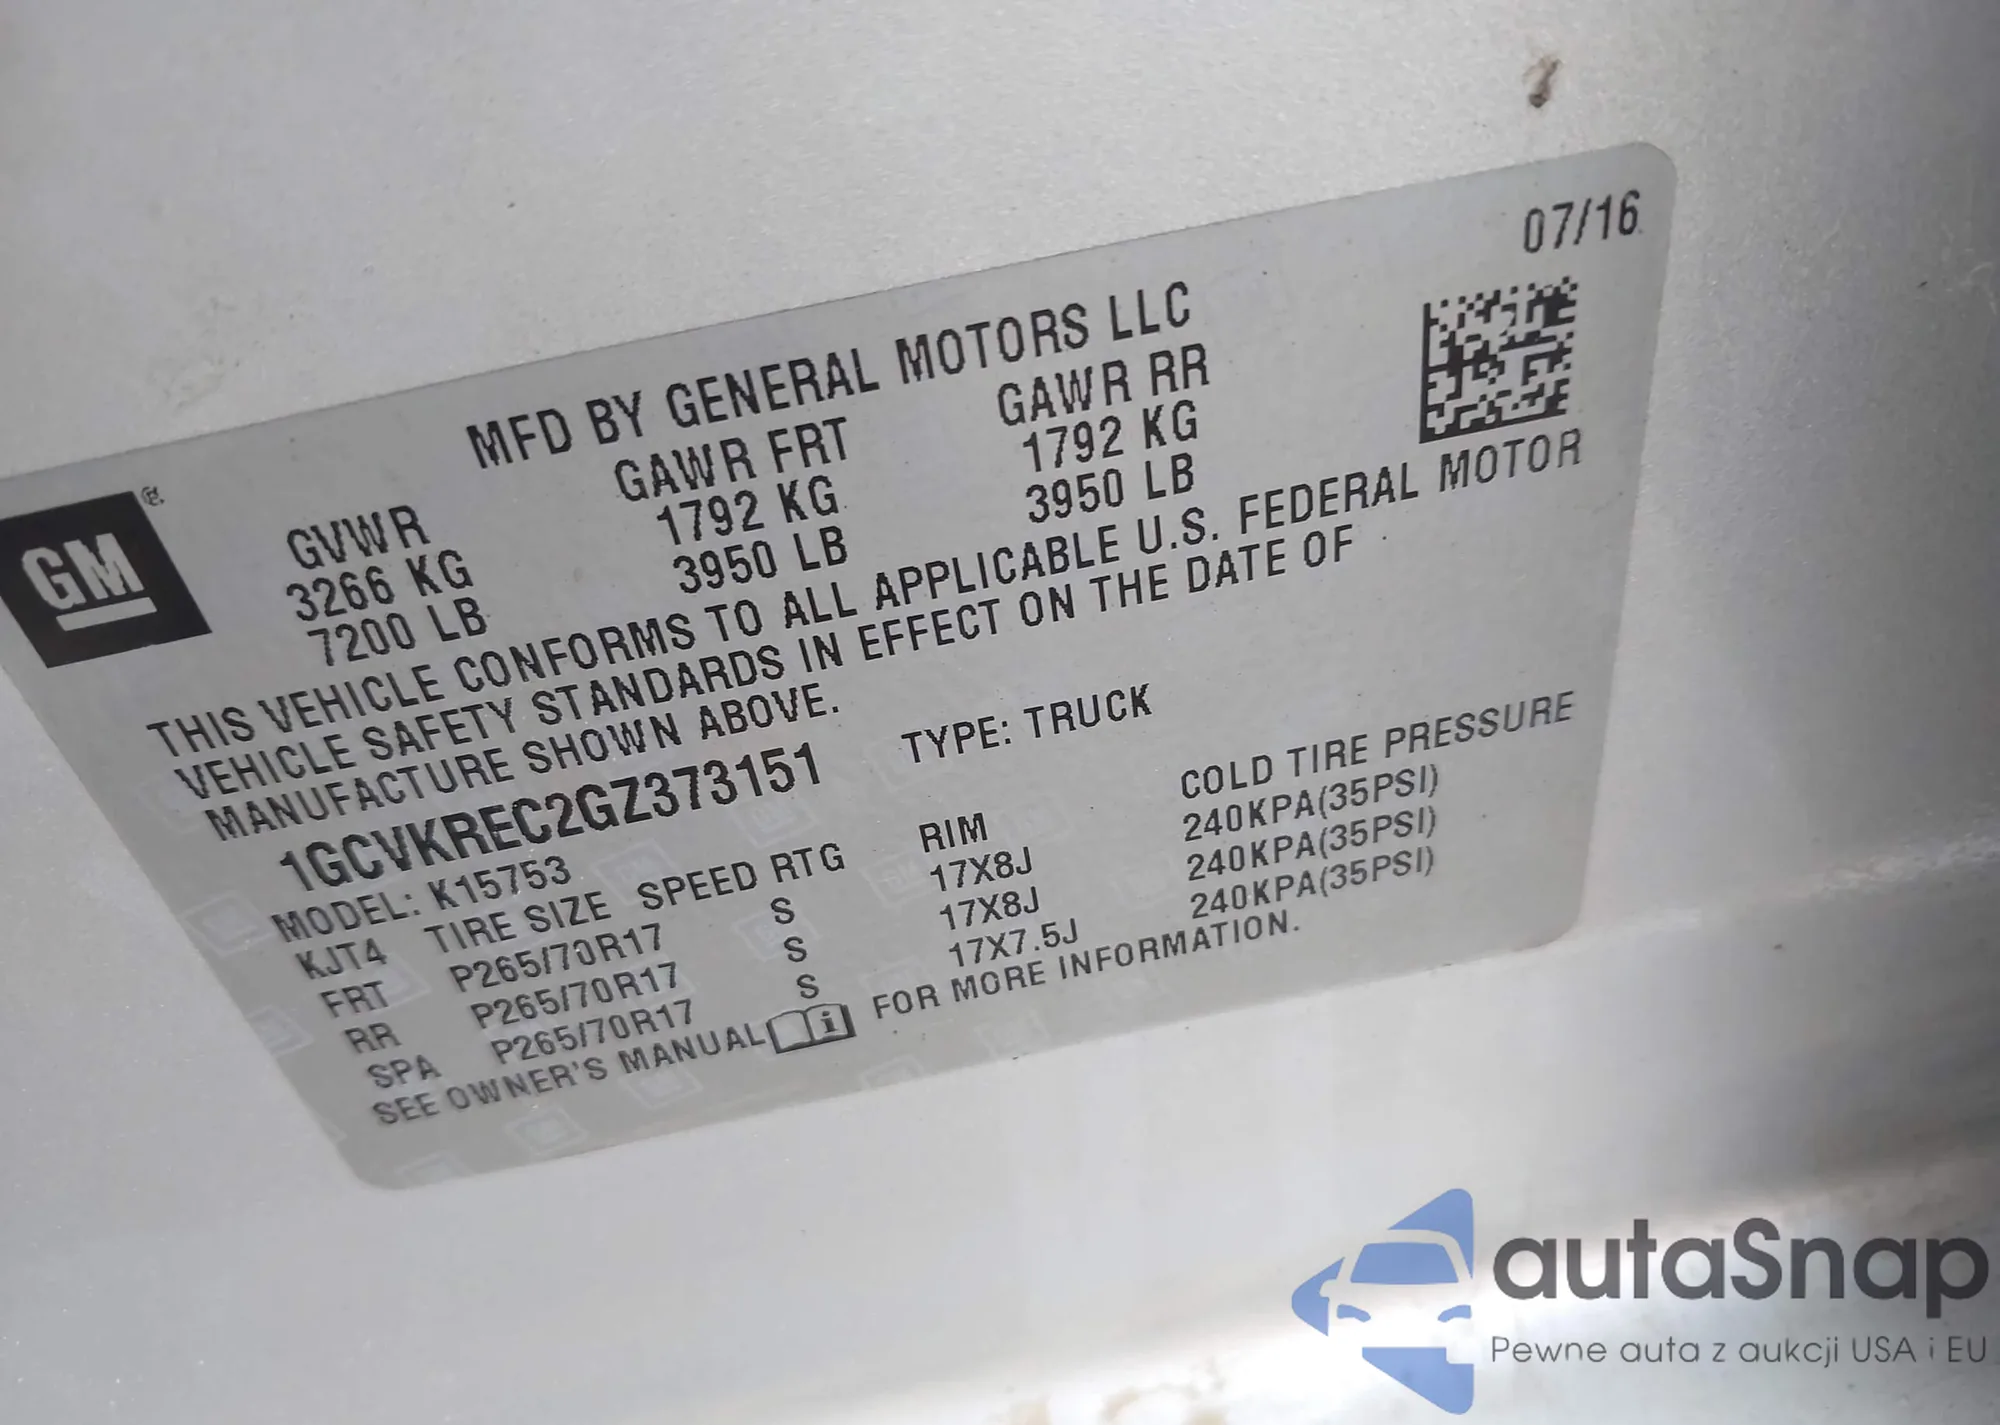 07/16
MFD BY GENERAL MOTORS LLC
GVWR GAWR FRT GAWR RR
3266 KG 1792 KG 1792 KG
7200 LB 3950 LB 3950 LB
GM ®
THIS VEHICLE CONFORMS TO ALL APPLICABLE U.S. FEDERAL MOTOR
VEHICLE SAFETY STANDARDS IN EFFECT ON THE DATE OF
MANUFACTURE SHOWN ABOVE.
1GCVKREC2GZ373151 TYPE: TRUCK
MODEL: K15753
KJT4 TIRE SIZE SPEED RTG RIM COLD TIRE PRESSURE
FRT P265/70R17 S 17X8J 240KPA(35PSI)
RR P265/70R17 S 17X8J 240KPA(35PSI)
SPA P265/70R17 S 17X7.5J 240KPA(35PSI)
SEE OWNER'S MANUAL FOR MORE INFORMATION.
autaSnap
Pewne auta z aukcji USA i EU